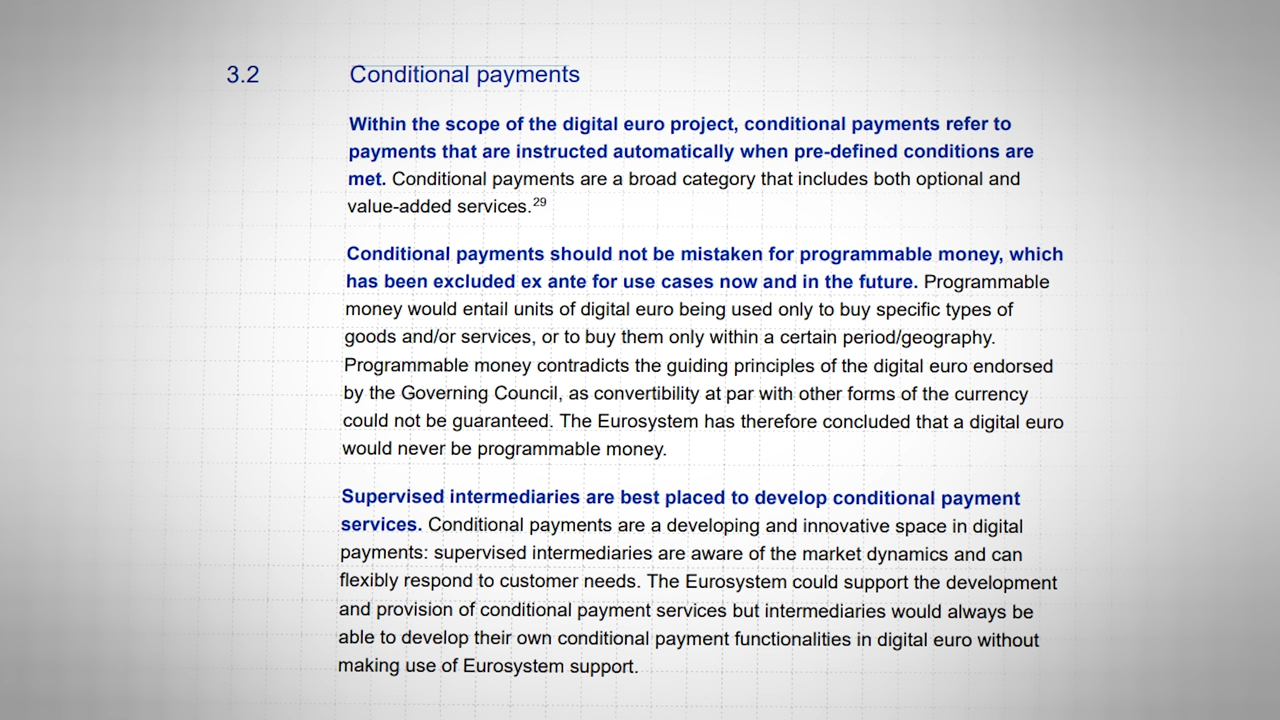 3.2 Conditional payments
Within the scope of the digital euro project, conditional payments refer to
payments that are instructed automatically when pre-defined conditions are
met. Conditional payments are a broad category that includes both optional and
value-added services.29
Conditional payments should not be mistaken for programmable money, which
has been excluded ex ante for use cases now and in the future. Programmable
money would entail units of digital euro being used only to buy specific types of
goods and/or services, or to buy them only within a certain period/geography.
Programmable money contradicts the guiding principles of the digital euro endorsed
by the Governing Council, as convertibility at par with other forms of the currency
could not be guaranteed. The Eurosystem has therefore concluded that a digital euro
would never be programmable money.
Supervised intermediaries are best placed to develop conditional payment
services. Conditional payments are a developing and innovative space in digital
payments: supervised intermediaries are aware of the market dynamics and can
flexibly respond to customer needs. The Eurosystem could support the development
and provision of conditional payment services but intermediaries would always be
able to develop their own conditional payment functionalities in digital euro without
making use of Eurosystem support.